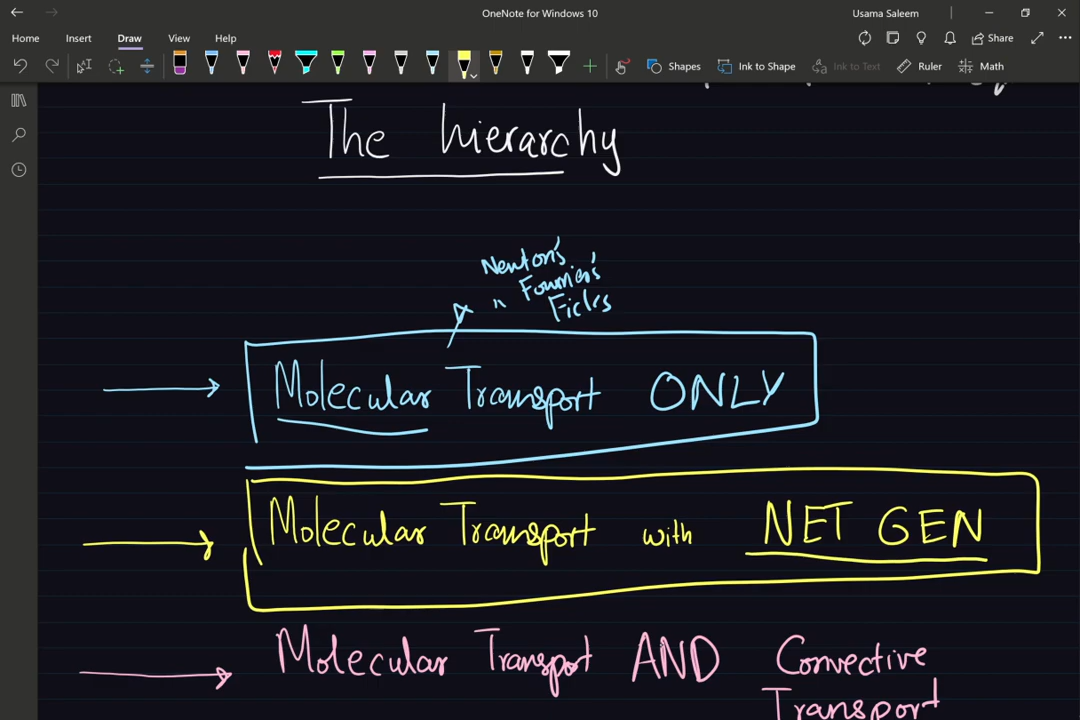 OneNote for Windows 10
Usama Saleem
Home Insert Draw View Help
Share
Shapes Ink to Shape Ink to Text Ruler Math
The hierarchy
Newton's
" Fourier's
Ficks
Molecular Transport ONLY
Molecular Transport with NET GEN
Molecular Transport AND Convective
Transport